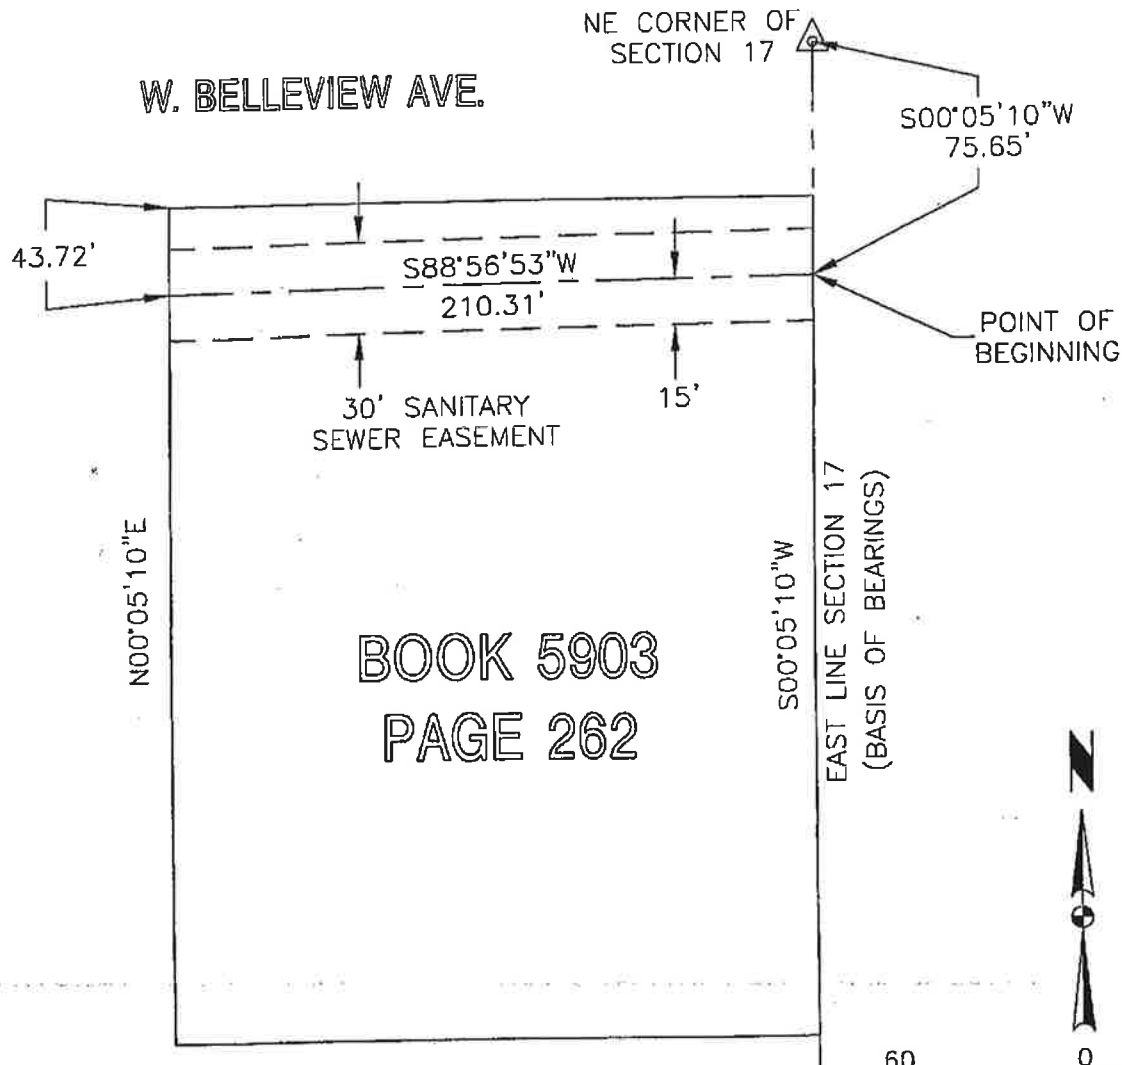 NE CORNER OF
SECTION 17
W. BELLEVIEW AVE.
S00°05'10"W
75.65'
43.72'
S88°56'53"W
210.31'
POINT OF
BEGINNING
30' SANITARY
SEWER EASEMENT
15'
N00°05'10"E
S00°05'10"W
EAST LINE SECTION 17
(BASIS OF BEARINGS)
BOOK 5903
PAGE 262
N
60
0